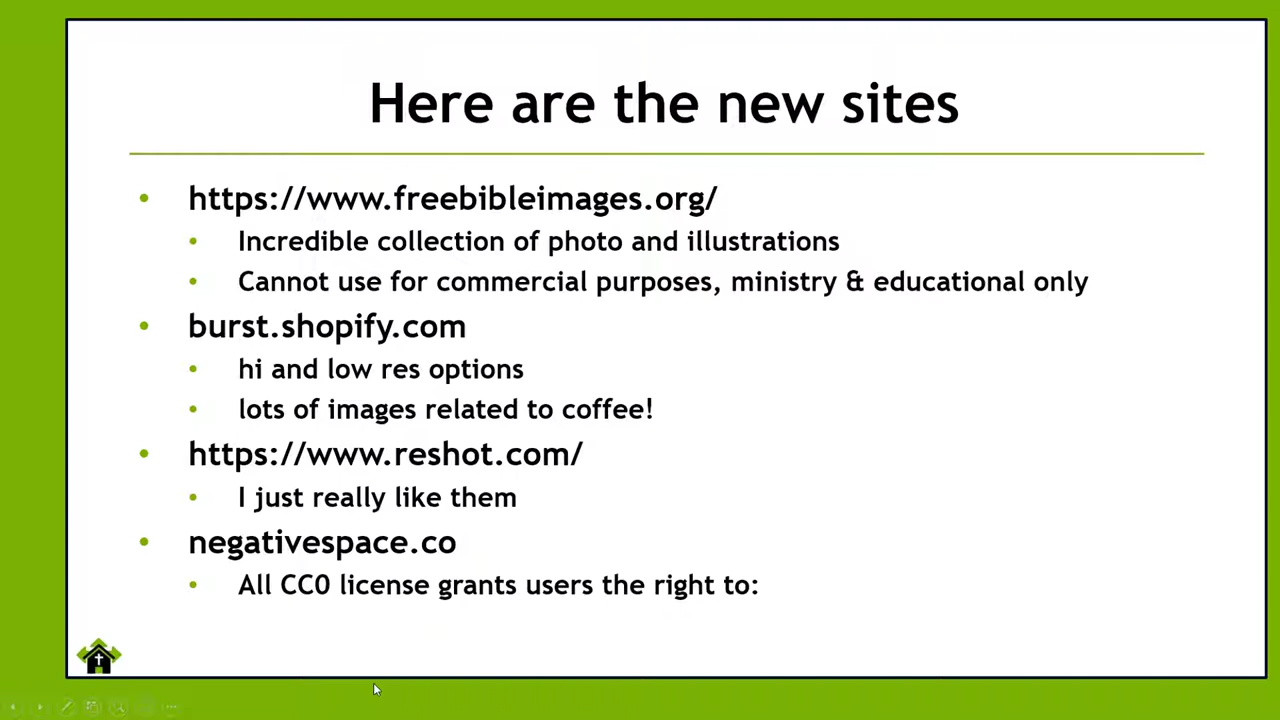 Here are the new sites
https://www.freebibleimages.org/
Incredible collection of photo and illustrations
Cannot use for commercial purposes, ministry & educational only
burst.shopify.com
hi and low res options
lots of images related to coffee!
https://www.reshot.com/
I just really like them
negativespace.co
All CC0 license grants users the right to: